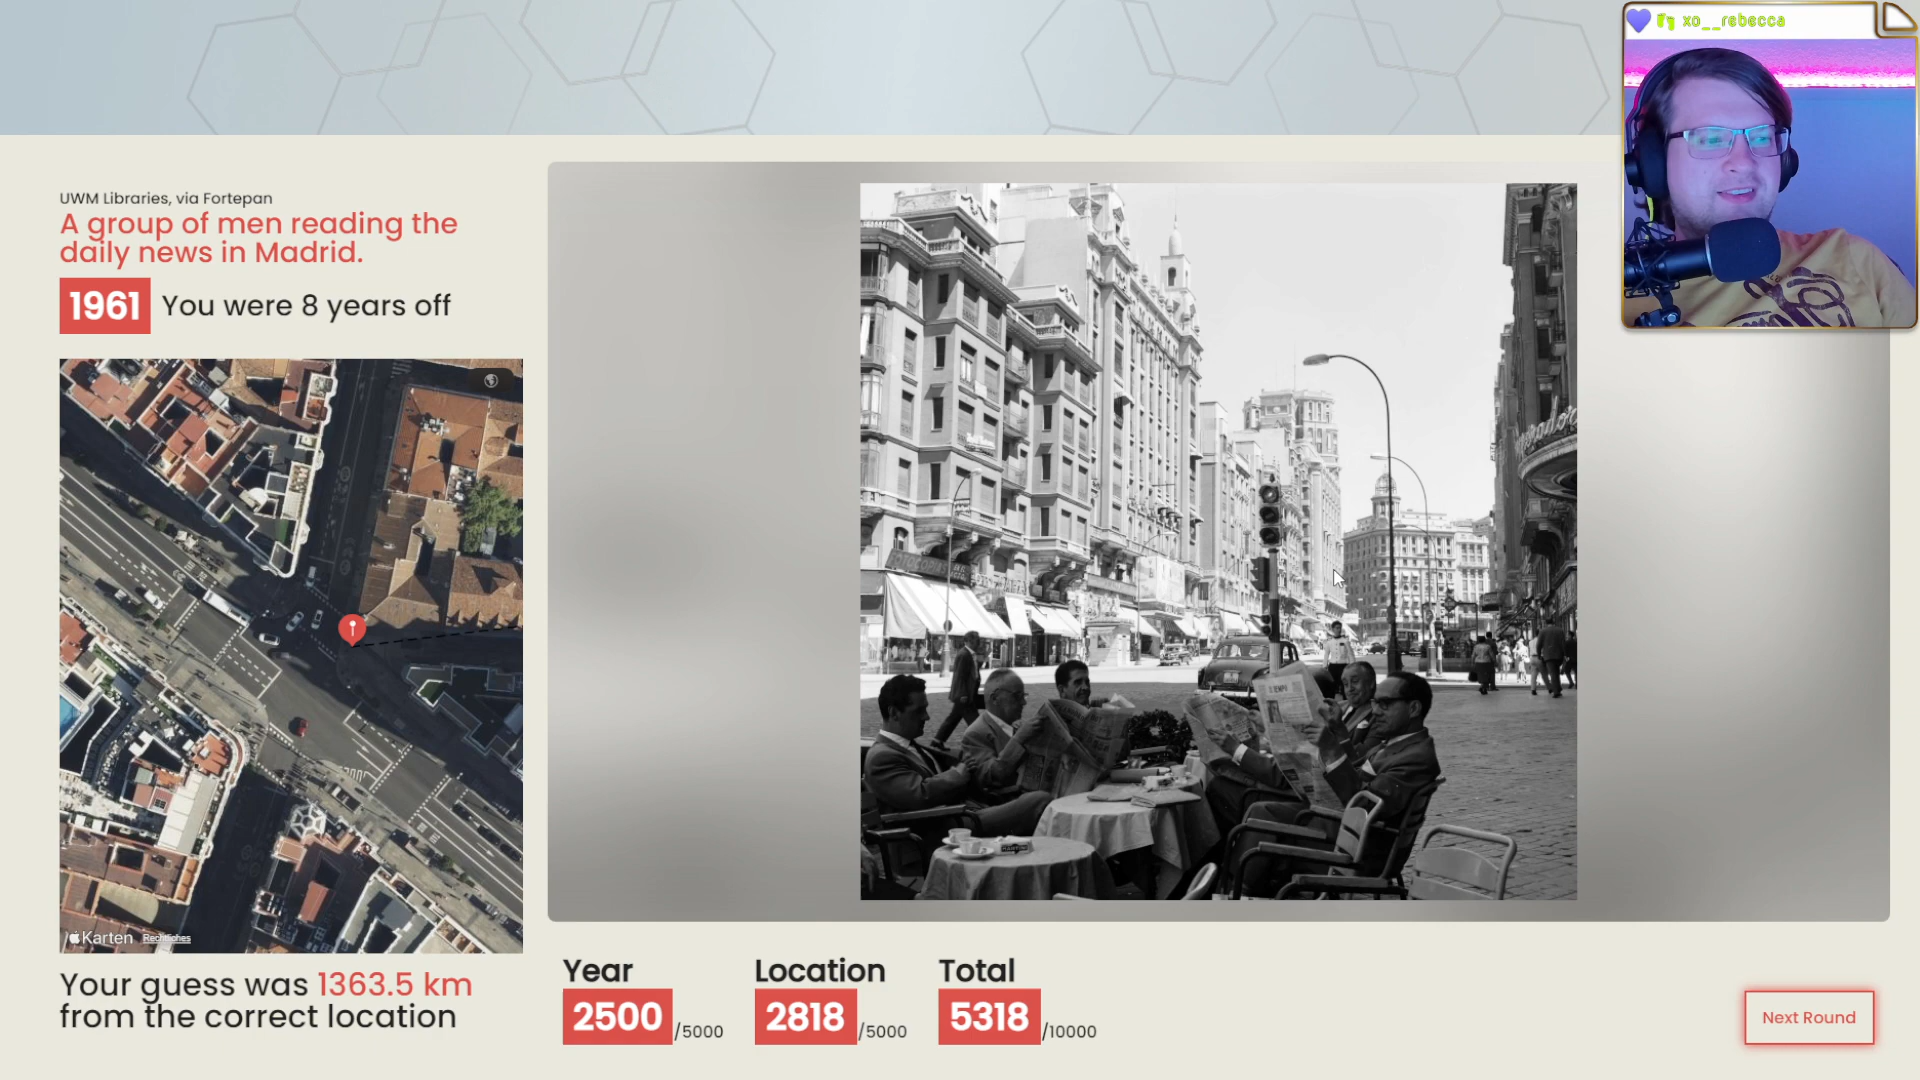 xo__rebecca
UWM Libraries, via Fortepan
A group of men reading the
daily news in Madrid.
1961 You were 8 years off
Karten Rechtliches
Your guess was 1363.5 km
from the correct location
Year
2500 /5000
Location
2818 /5000
Total
5318 /10000
Next Round